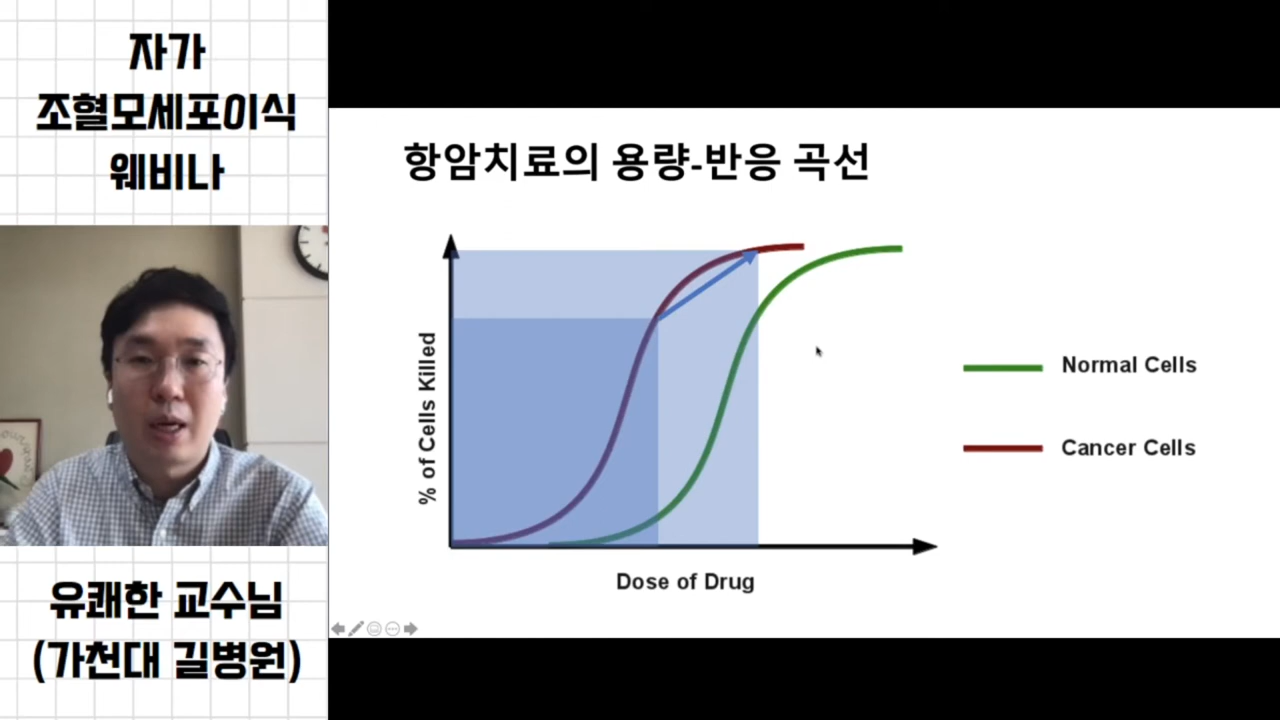 자가
조혈모세포이식
웨비나
유쾌한 교수님
(가천대 길병원)
항암치료의 용량-반응 곡선
% of Cells Killed
Dose of Drug
Normal Cells
Cancer Cells